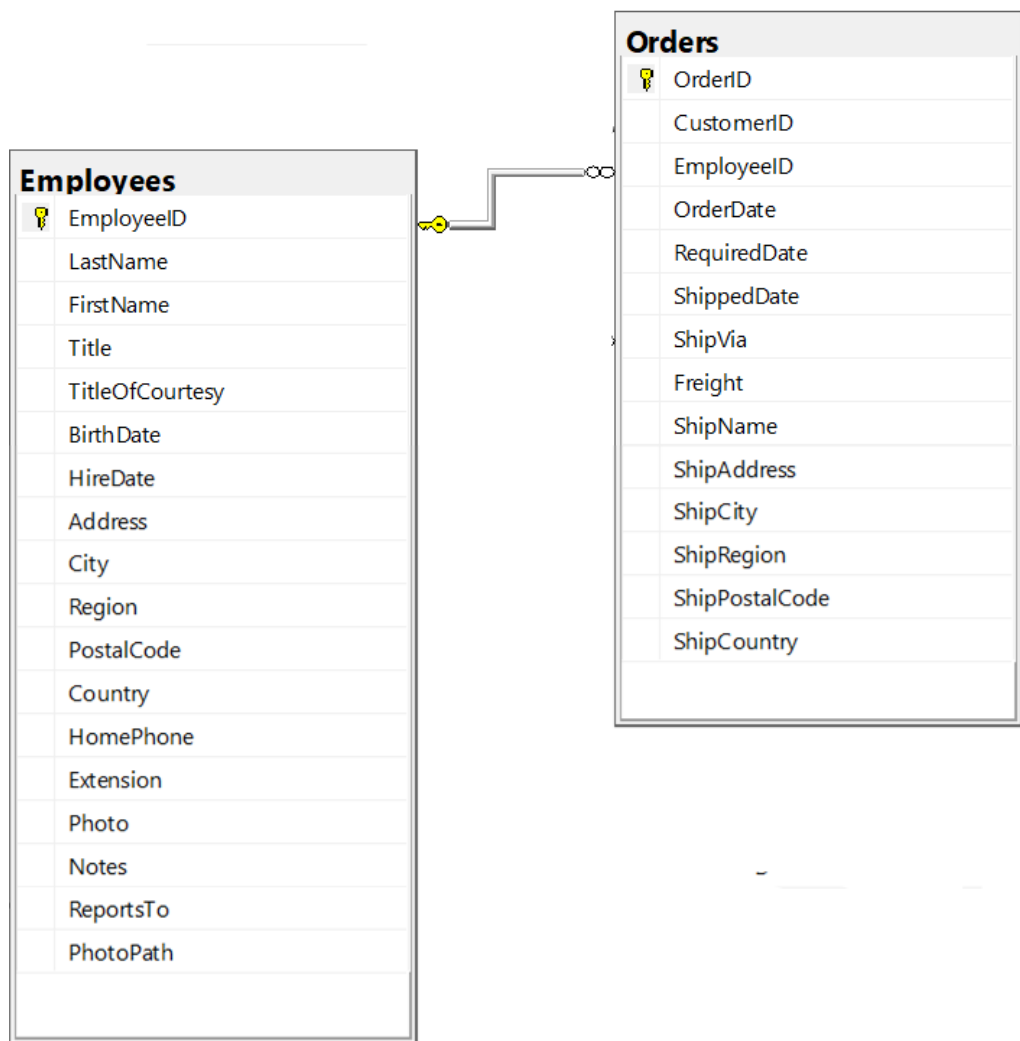 Employees
EmployeeID
LastName
FirstName
Title
TitleOfCourtesy
BirthDate
HireDate
Address
City
Region
PostalCode
Country
HomePhone
Extension
Photo
Notes
ReportsTo
PhotoPath
Orders
OrderID
CustomerID
EmployeeID
OrderDate
RequiredDate
ShippedDate
ShipVia
Freight
ShipName
ShipAddress
ShipCity
ShipRegion
ShipPostalCode
ShipCountry